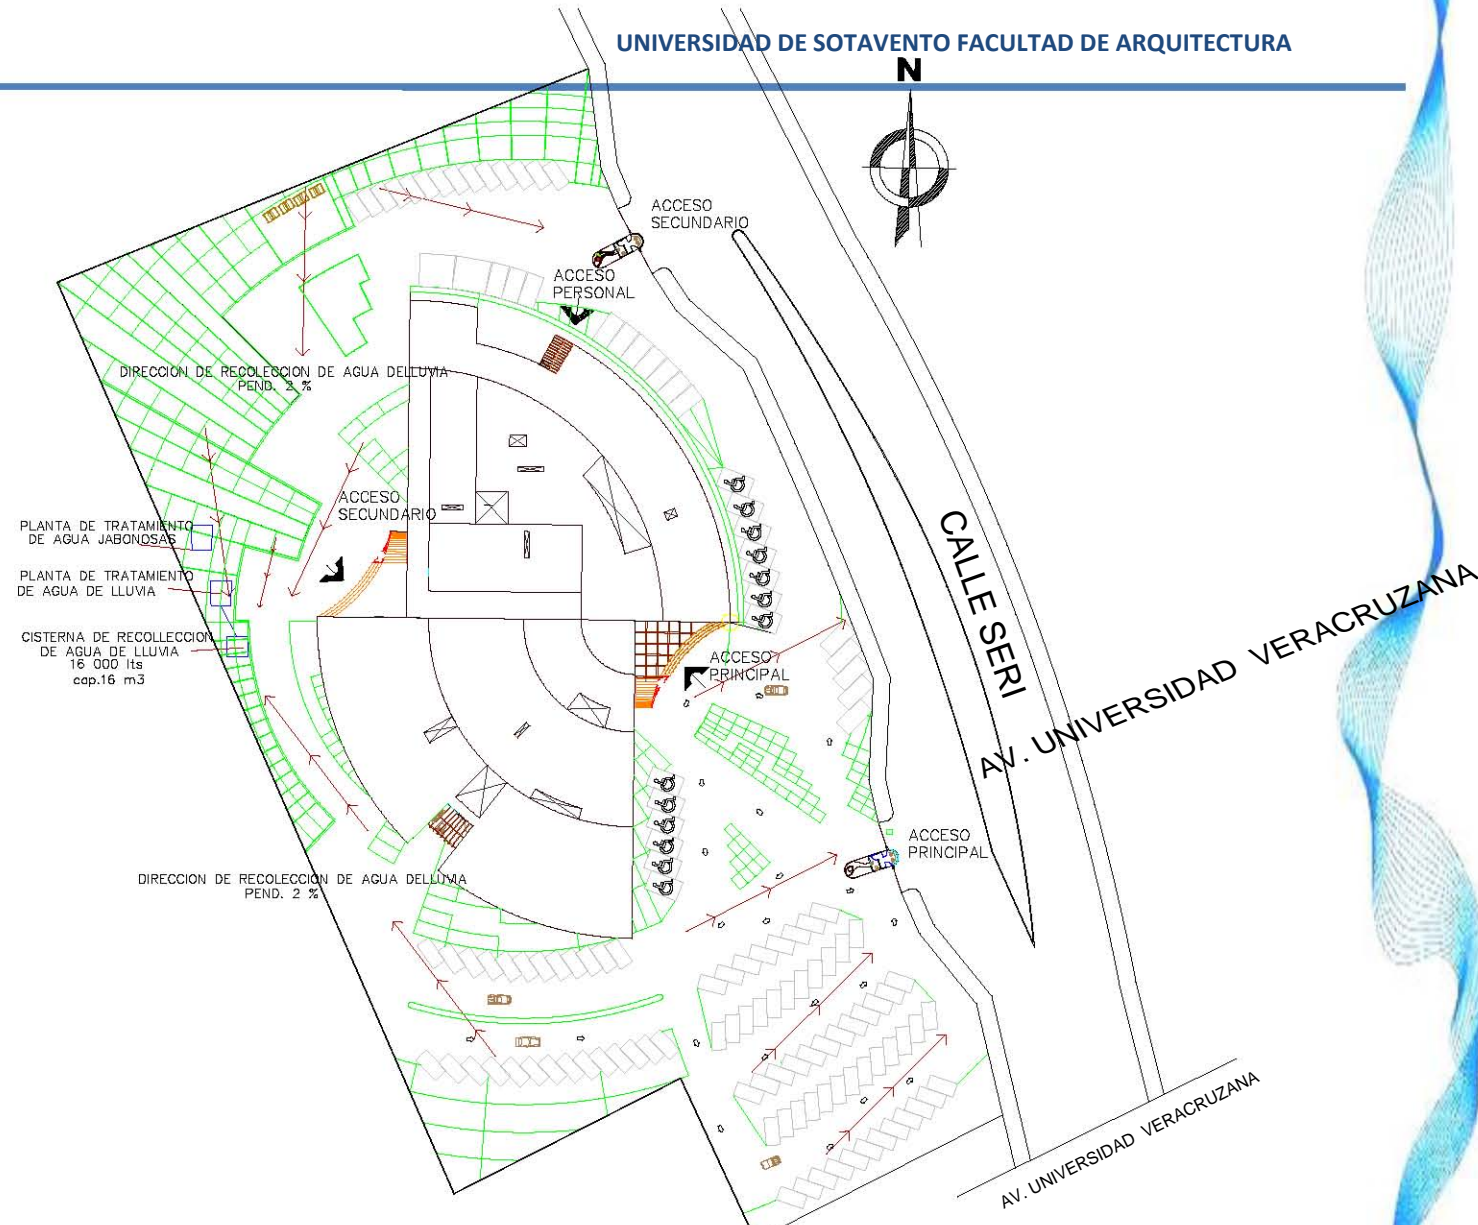 UNIVERSIDAD DE SOTAVENTO FACULTAD DE ARQUITECTURA
N
ACCESO
SECUNDARIO
ACCESO
PERSONAL
DIRECCION DE RECOLECCION DE AGUA DELLUVIA
PEND. 2 %
ACCESO
SECUNDARIO
PLANTA DE TRATAMIENTO
DE AGUA JABONOSAS
PLANTA DE TRATAMIENTO
DE AGUA DE LLUVIA
CISTERNA DE RECOLLECCION
DE AGUA DE LLUVIA
16 000 lts
cap.16 m3
ACCESO
PRINCIPAL
CALLE SERI
AV. UNIVERSIDAD VERACRUZANA
ACCESO
PRINCIPAL
DIRECCION DE RECOLECCION DE AGUA DELLUVIA
PEND. 2 %
AV. UNIVERSIDAD VERACRUZANA